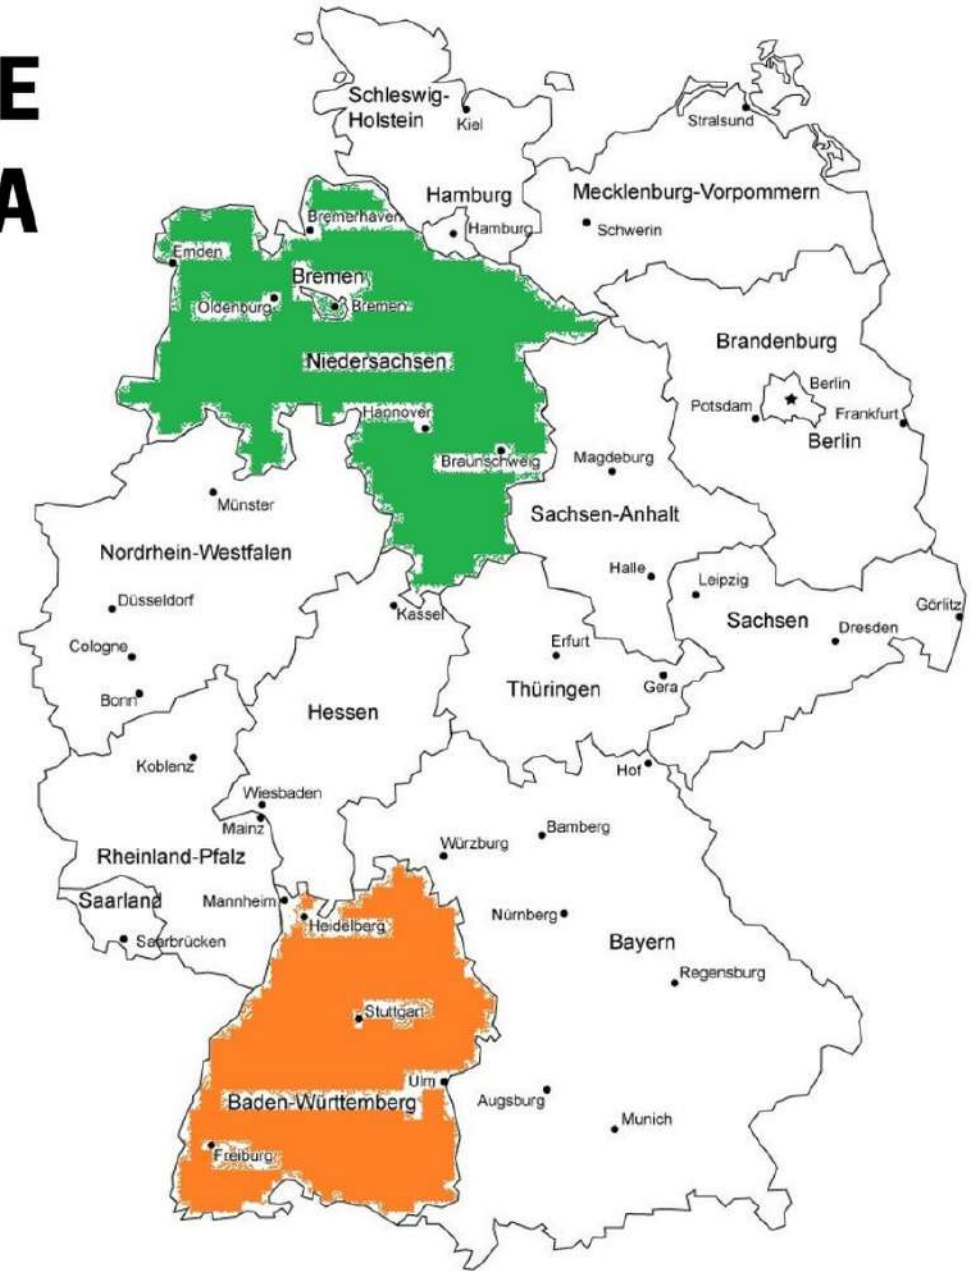 E
A
Schleswig-
Holstein
Kiel
Stralsund
Hamburg
Hamburg
Mecklenburg-Vorpommern
Schwerin
Bremerhaven
Emden
Bremen
Oldenburg
Bremen
Niedersachsen
Hannover
Braunschweig
Brandenburg
Berlin
Potsdam
Frankfurt
Berlin
Magdeburg
Sachsen-Anhalt
Halle
Münster
Nordrhein-Westfalen
Düsseldorf
Cologne
Bonn
Kassel
Leipzig
Sachsen
Görlitz
Dresden
Erfurt
Thüringen
Gera
Hessen
Koblenz
Wiesbaden
Mainz
Hof
Rheinland-Pfalz
Saarland
Saarbrücken
Mannheim
Heidelberg
Würzburg
Bamberg
Nürnberg
Bayern
Regensburg
Stuttgart
Ulm
Baden-Württemberg
Augsburg
Munich
Freiburg